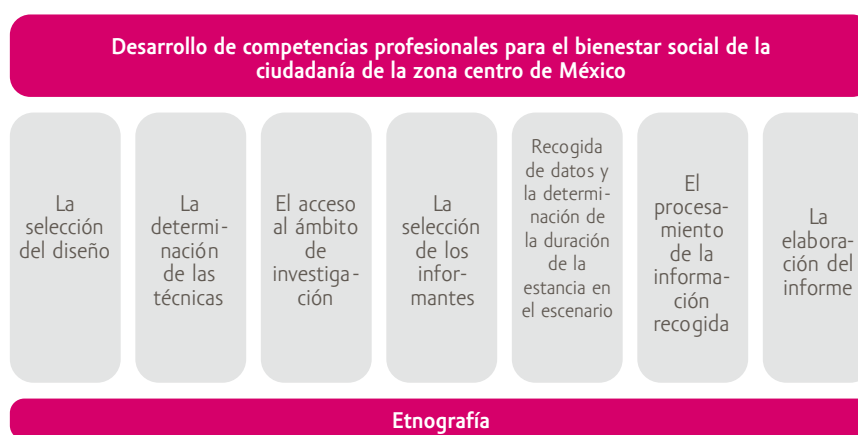 Desarrollo de competencias profesionales para el bienestar social de la
ciudadanía de la zona centro de México
La
selección
del diseño
La
determi-
nación
de las
técnicas
El acceso
al ámbito
de
investiga-
ción
La
selección
de los
infor-
mantes
Recogida
de datos y
la determi-
nación de
la duración
de la
estancia en
el escenario
El
procesa-
miento
de la
informa-
ción
recogida
La
elabora-
ción del
informe
Etnografía